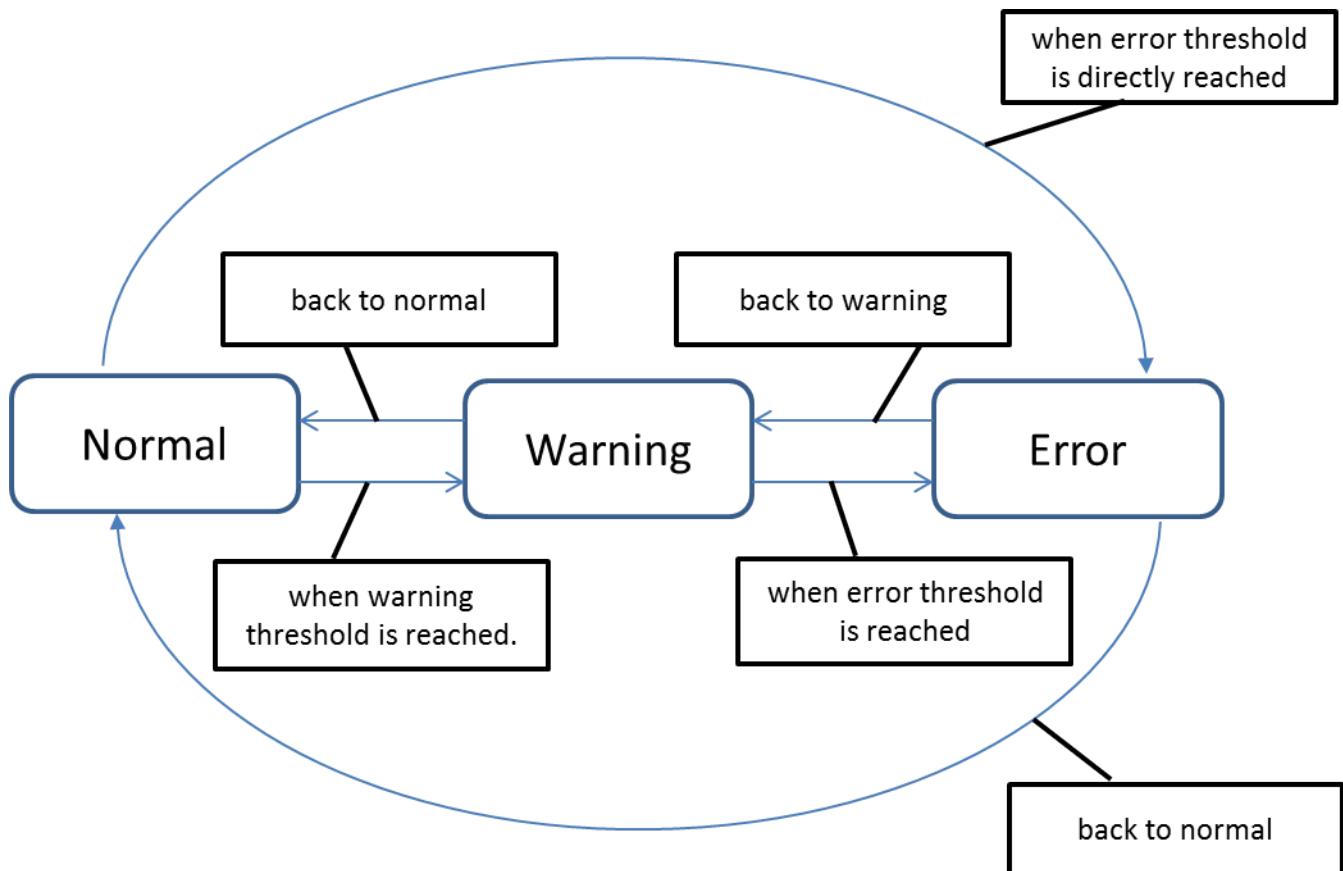 when error threshold
is directly reached
back to normal
back to warning
Normal
Warning
Error
when warning
threshold is reached.
when error threshold
is reached
back to normal